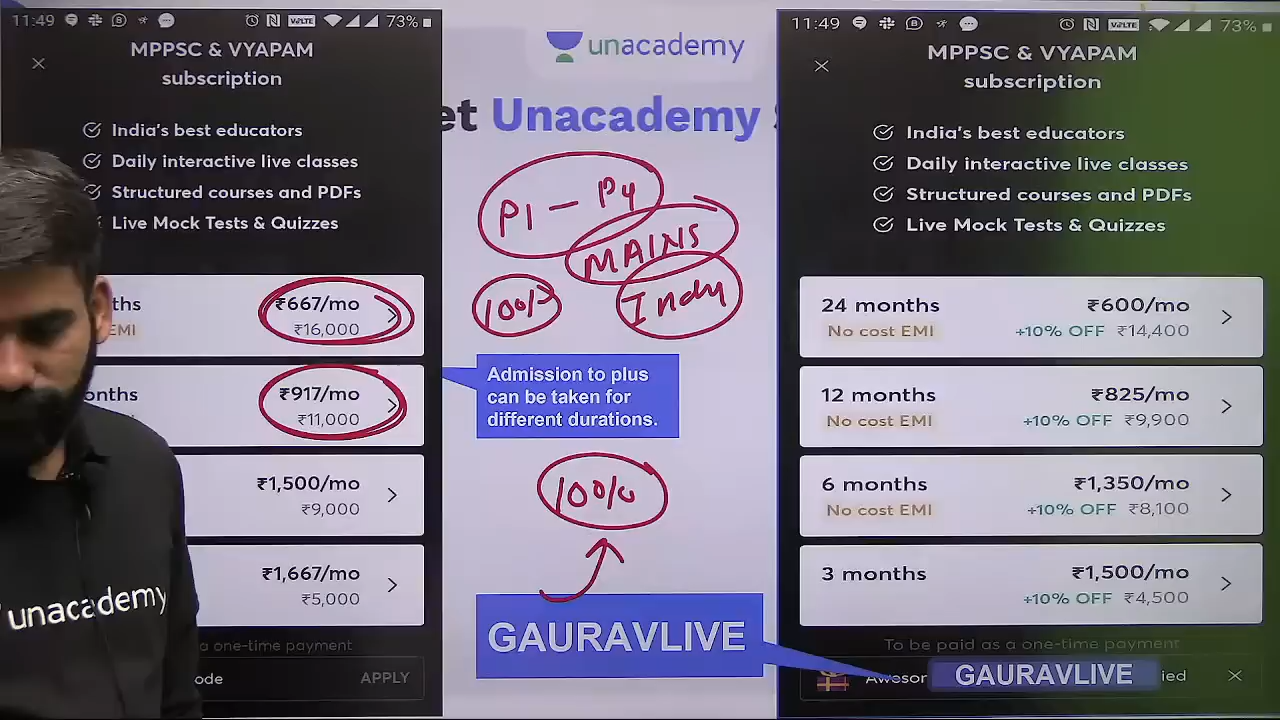 11:49
VOLTE
73%
MPPSC & VYAPAM
subscription
India's best educators
Daily interactive live classes
Structured courses and PDFs
Live Mock Tests & Quizzes
ths
₹667/mo
EMI
₹16,000
onths
₹917/mo
₹11,000
₹1,500/mo
₹9,000
₹1,667/mo
₹5,000
a one-time payment
ode
APPLY
unacademy
unacademy
et Unacademy S
P1 - P4
MAINS
100%
Admission to plus
can be taken for
different durations.
100%
GAURAVLIVE
11:49
VOLTE
73%
MPPSC & VYAPAM
subscription
India's best educators
Daily interactive live classes
Structured courses and PDFs
Live Mock Tests & Quizzes
24 months
₹600/mo
No cost EMI
+10% OFF ₹14,400
12 months
₹825/mo
No cost EMI
+10% OFF ₹9,900
6 months
₹1,350/mo
No cost EMI
+10% OFF ₹8,100
3 months
₹1,500/mo
+10% OFF ₹4,500
To be paid as a one-time payment
Awesor
GAURAVLIVE
ied